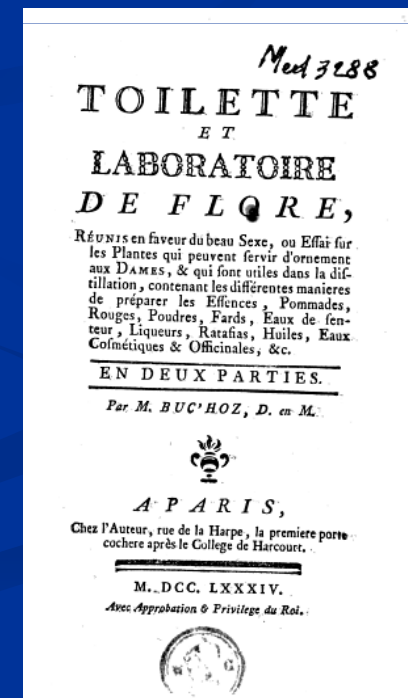 Med 3288
TOILETTE
ET
LABORATOIRE
DE FLORE,
RÉUNIS en faveur du beau Sexe, ou Essai sur
les Plantes qui peuvent servir d'ornement
aux DAMES, & qui sont utiles dans la dis-
tillation, contenant les différentes manieres
de préparer les Essences, Pommades,
Rouges, Poudres, Fards, Eaux de sen-
teur, Liqueurs, Ratafias, Huiles, Eaux
Cosmétiques & Officinales, &c.
EN DEUX PARTIES.
Par M. BUC'HOZ, D. en M.
A PARIS,
Chez l'Auteur, rue de la Harpe, la premiere porte
cochere après le College de Harcourt.
M. DCC. LXXXIV.
Avec Approbation & Privilege du Roi.